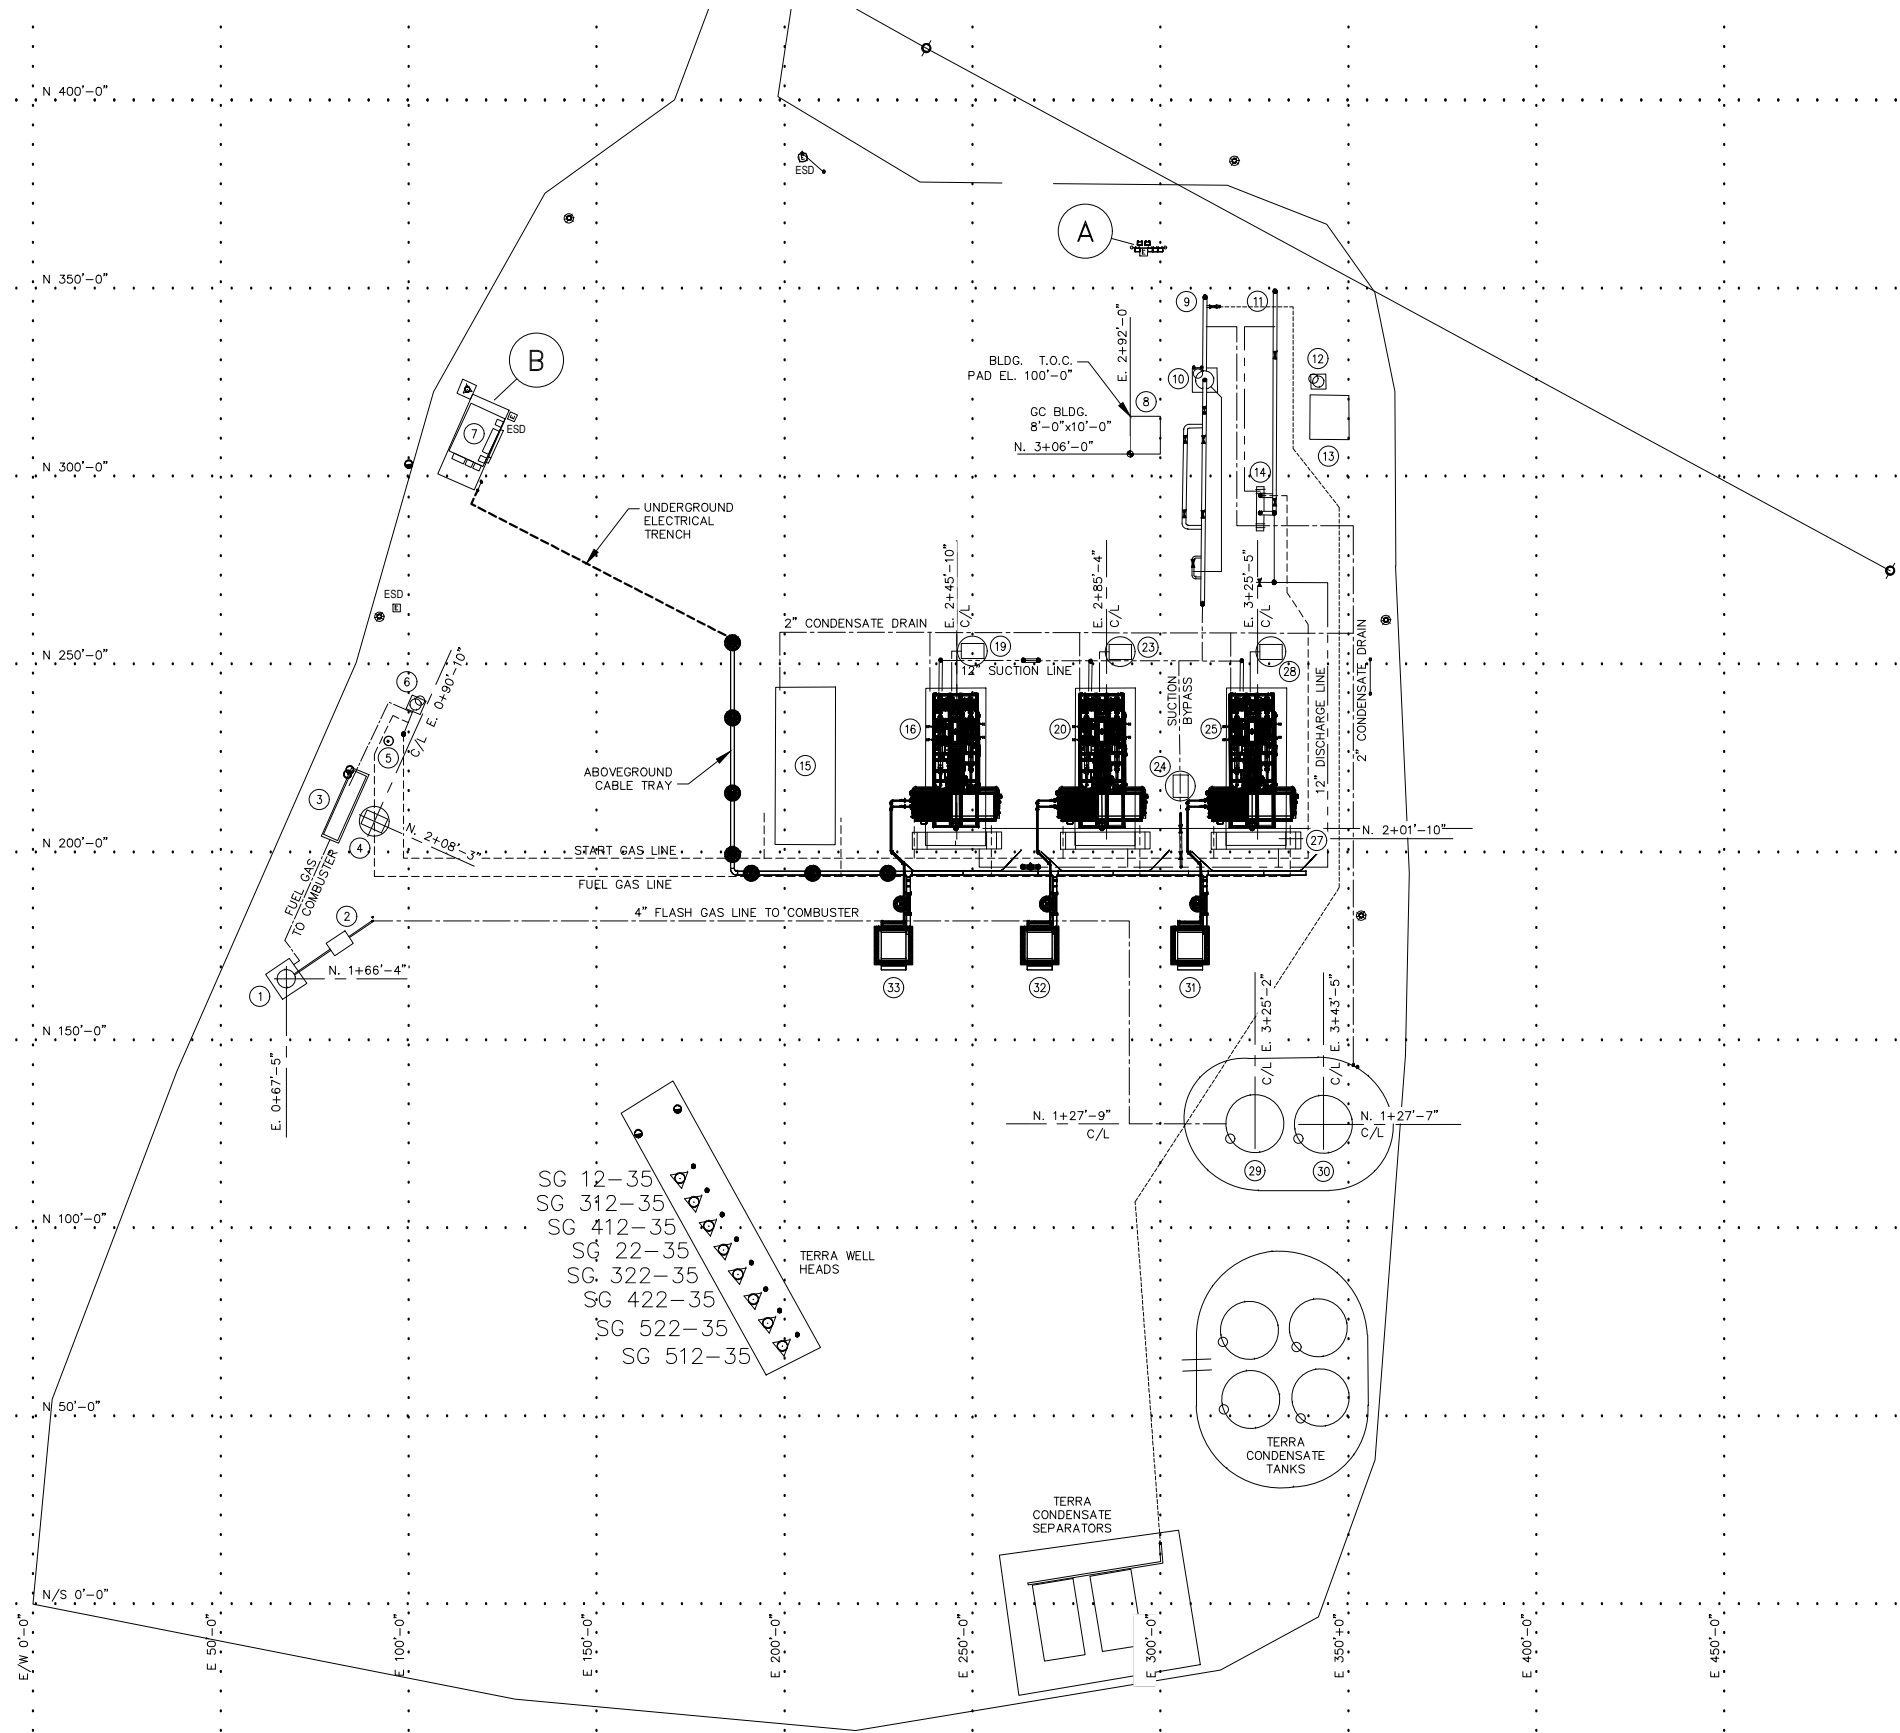 N 400'-0"
ESD
A
N 350'-0"
9
11
E. 2+92'-0"
B
BLDG. T.O.C.
PAD EL. 100'-0"
10
12
8
GC BLDG.
8'-0"x10'-0"
7
E
ESD
N. 3+06'-0"
13
N 300'-0"
14
UNDERGROUND
ELECTRICAL
TRENCH
E. 2+45'-10"
C/L
E. 2+85'-4"
C/L
E. 3+25'-5"
C/L
ESD
E
2" CONDENSATE DRAIN
2" CONDENSATE DRAIN
N 250'-0"
19
23
28
12" SUCTION LINE
6
C/L E. 0+90'-10"
SUCTION
BYPASS
12" DISCHARGE LINE
16
20
25
5
ABOVEGROUND
CABLE TRAY
15
24
3
4
N. 2+08'-3"
N. 2+01'-10"
27
N 200'-0"
START GAS LINE
FUEL GAS LINE
FUEL GAS
TO COMBUSTER
2
4" FLASH GAS LINE TO COMBUSTER
N. 1+66'-4"
1
33
32
31
N 150'-0"
E. 0+67'-5"
C/L E. 3+25'-2"
C/L E. 3+43'-5"
N. 1+27'-9"
C/L
N. 1+27'-7"
C/L
29
30
SG 12-35
SG 312-35
N 100'-0"
SG 412-35
SG 22-35
TERRA WELL
HEADS
SG 322-35
SG 422-35
SG 522-35
SG 512-35
N 50'-0"
TERRA
CONDENSATE
TANKS
TERRA
CONDENSATE
SEPARATORS
N/S 0'-0"
E/W 0'-0"
E 50'-0"
E 100'-0"
E 150'-0"
E 200'-0"
E 250'-0"
E 300'-0"
E 350'+0"
E 400'-0"
E 450'-0"